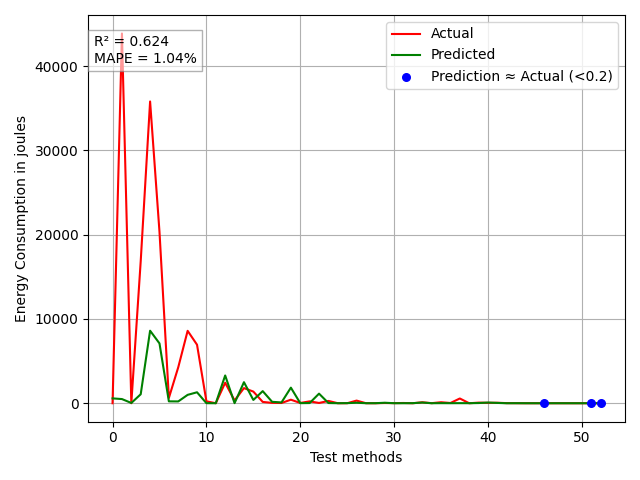 R² = 0.624
MAPE = 1.04%
Actual
Predicted
Prediction ≈ Actual (<0.2)
40000
30000
20000
10000
0
Energy Consumption in joules
0 10 20 30 40 50
Test methods